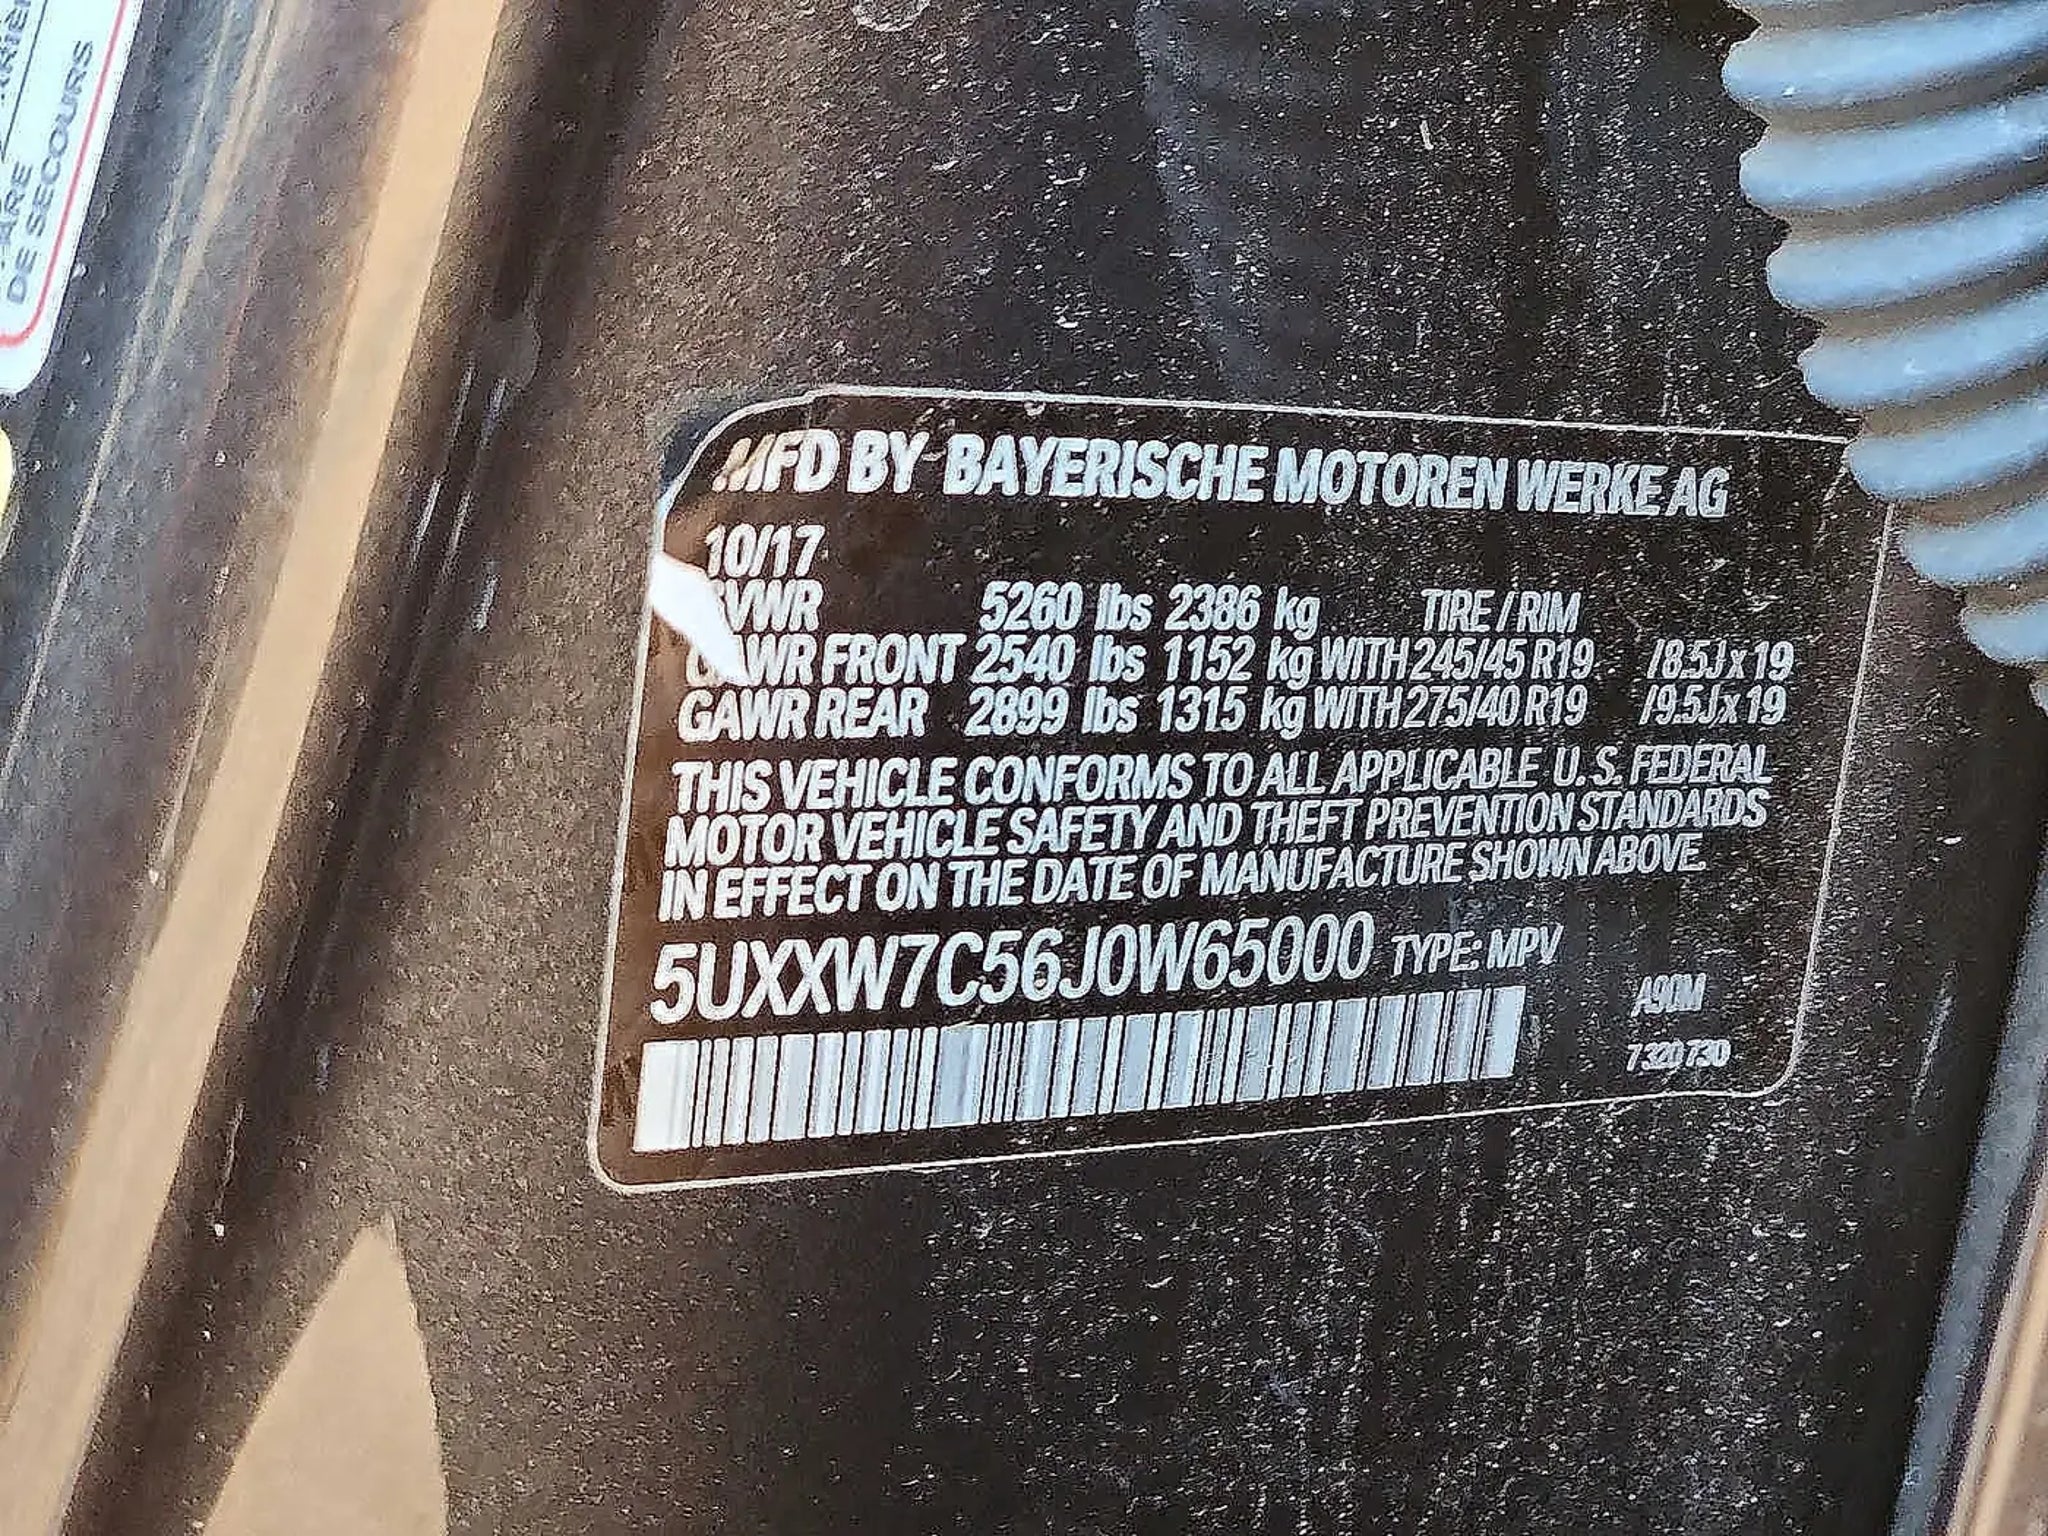 DE SECOURS
MFD BY BAYERISCHE MOTOREN WERKE AG
10/17
GVWR 5260 lbs 2386 kg TIRE / RIM
GAWR FRONT 2540 lbs 1152 kg WITH 245/45 R19 /8.5J x 19
GAWR REAR 2899 lbs 1315 kg WITH 275/40 R19 /9.5J x 19
THIS VEHICLE CONFORMS TO ALL APPLICABLE U.S. FEDERAL
MOTOR VEHICLE SAFETY AND THEFT PREVENTION STANDARDS
IN EFFECT ON THE DATE OF MANUFACTURE SHOWN ABOVE.
5UXXW7C56J0W65000 TYPE: MPV
A90M
7320730